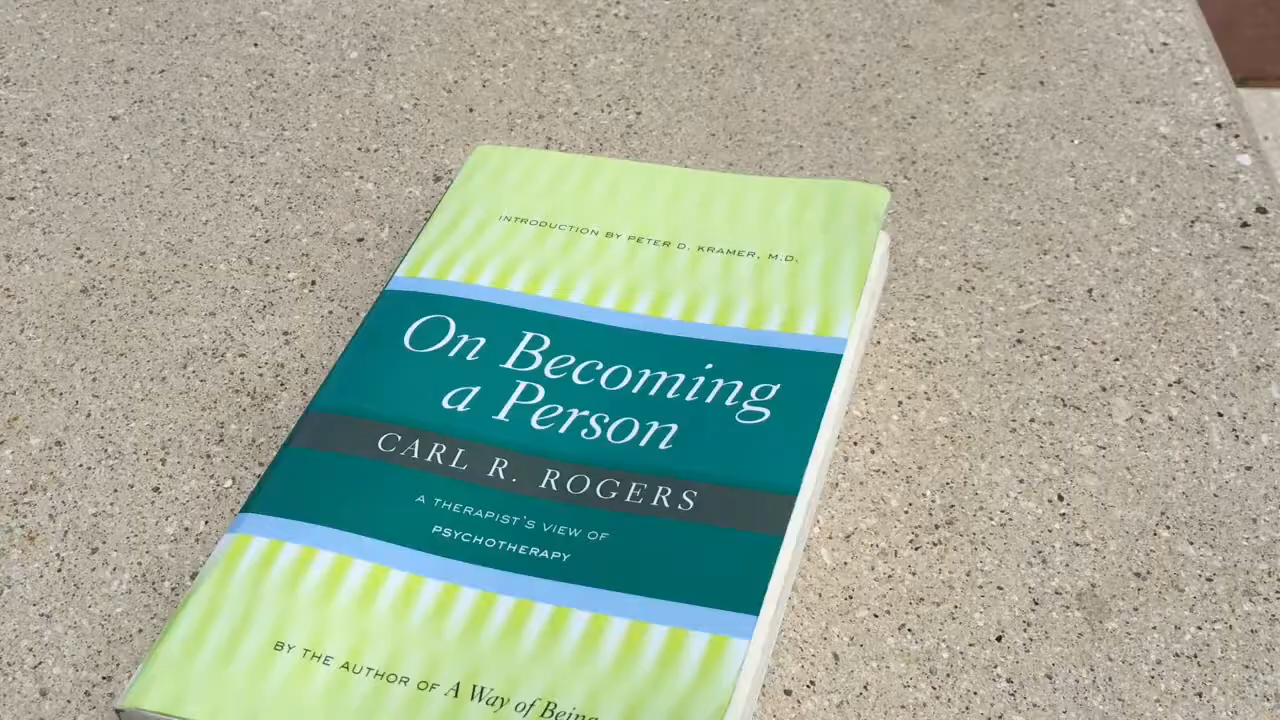 INTRODUCTION BY PETER D. KRAMER, M.D.
On Becoming
a Person
CARL R. ROGERS
A THERAPIST'S VIEW OF
PSYCHOTHERAPY
BY THE AUTHOR OF A Way of Being